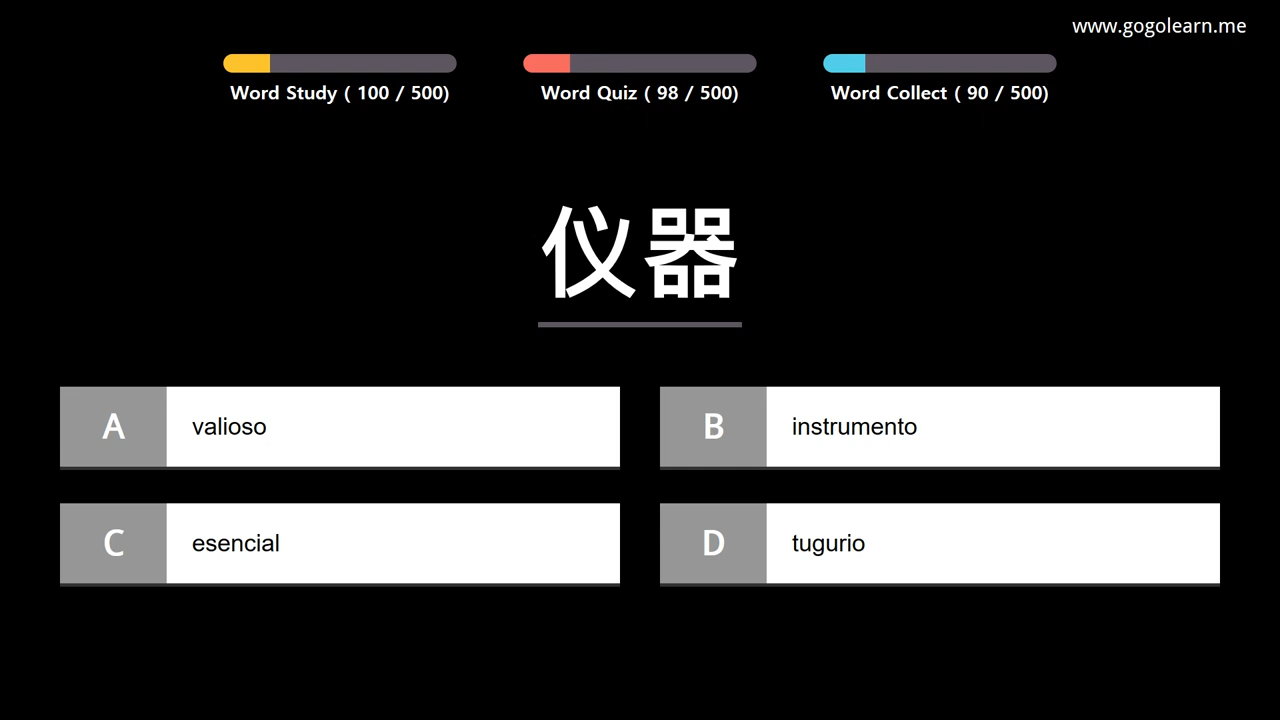 www.gogolearn.me
Word Study ( 100 / 500)
Word Quiz ( 98 / 500)
Word Collect ( 90 / 500)
仪器
A valioso
B instrumento
C esencial
D tugurio